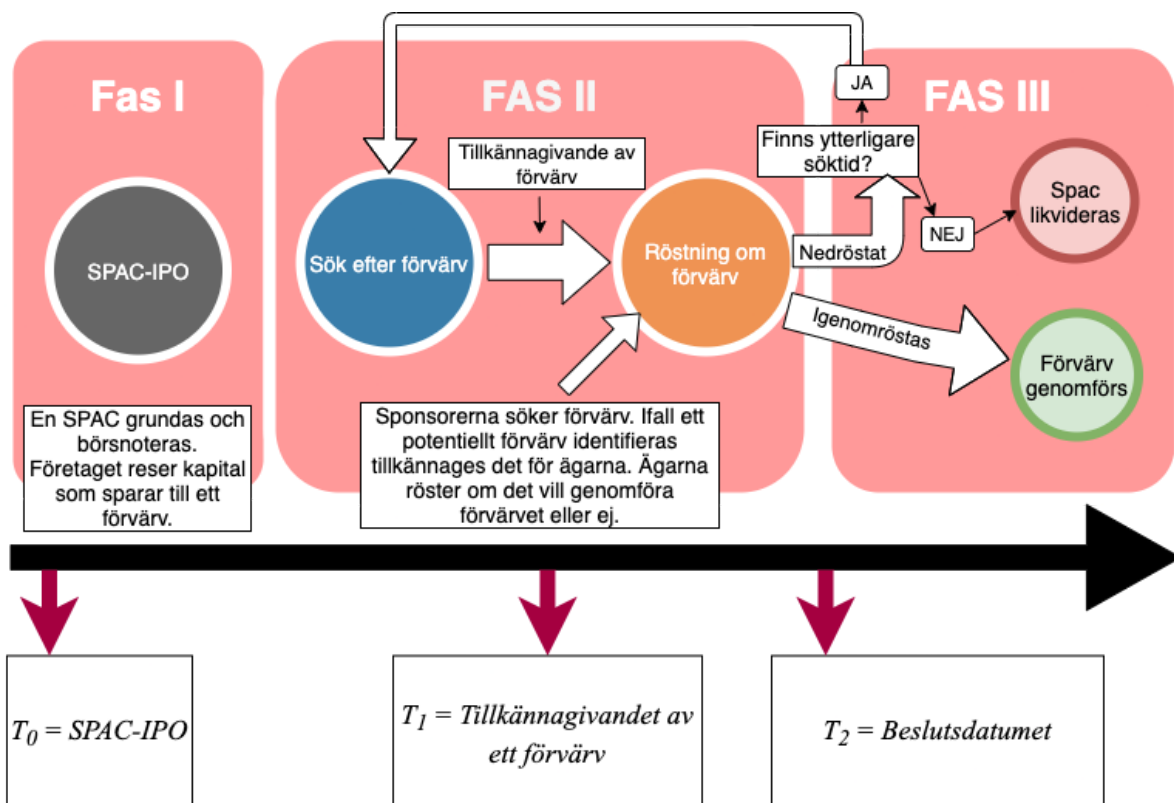 Fas I
FAS II
FAS III
JA
Finns ytterligare
söktid?
Tillkännagivande av
förvärv
SPAC-IPO
Sök efter förvärv
Röstning om
förvärv
Nedröstat
NEJ
Spac
likvideras
Igenomröstas
Förvärv
genomförs
En SPAC grundas och
börsnoteras.
Företaget reser kapital
som sparar till ett
förvärv.
Sponsorerna söker förvärv. Ifall ett
potentiellt förvärv identifieras
tillkännages det för ägarna. Ägarna
röster om det vill genomföra
förvärvet eller ej.
T0 = SPAC-IPO
T1 = Tillkännagivandet av
ett förvärv
T2 = Beslutsdatumet